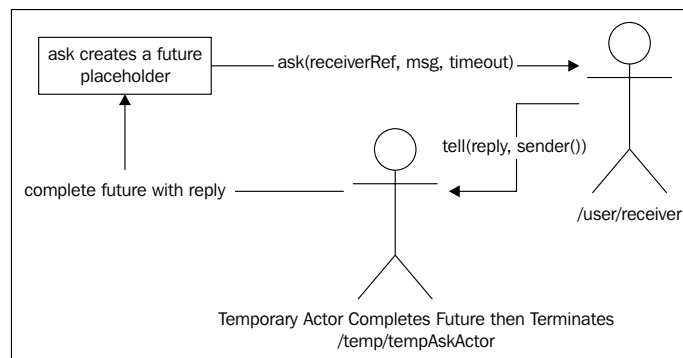 ask creates a future
placeholder
ask(receiverRef, msg, timeout)
tell(reply, sender())
complete future with reply
/user/receiver
Temporary Actor Completes Future then Terminates
/temp/tempAskActor